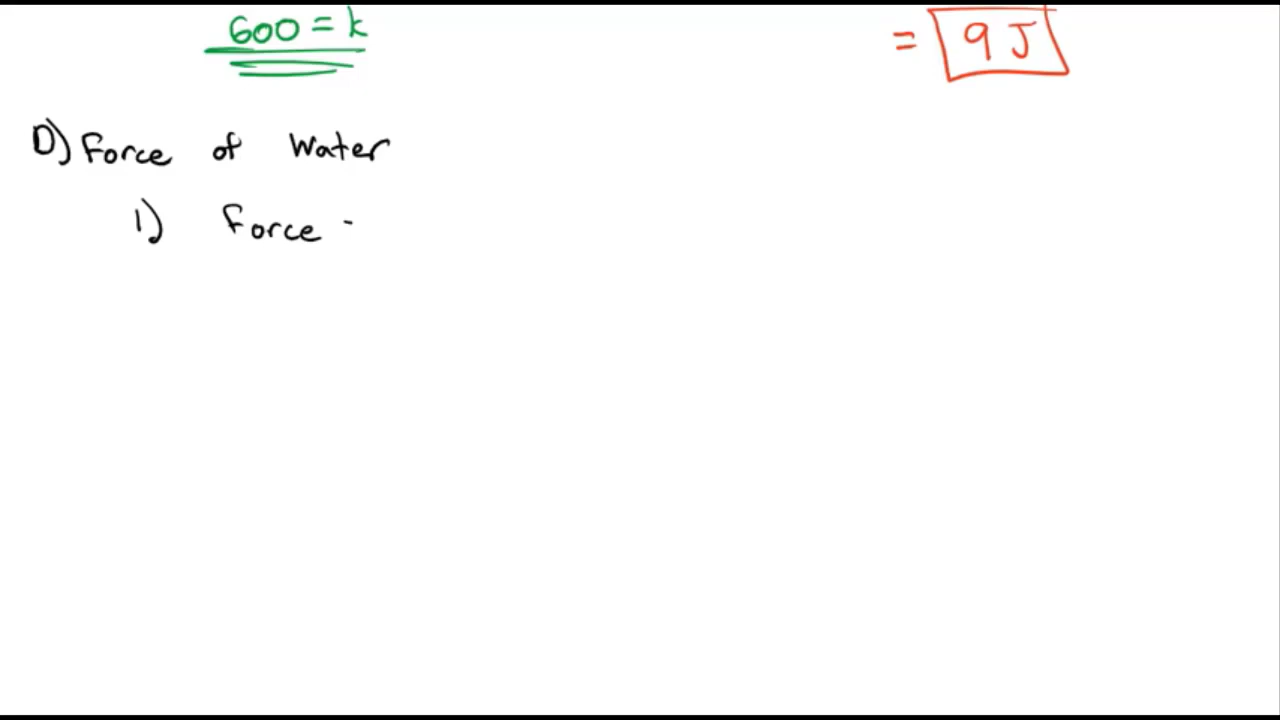 600 = k
= 9 J
D) Force of Water
1) Force -